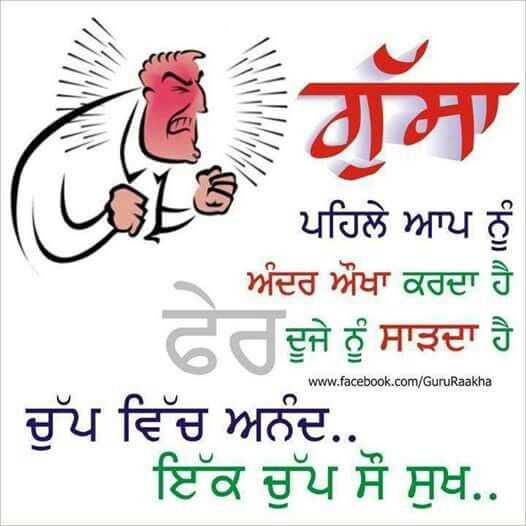 ਗੁੱਸਾ
ਪਹਿਲੇ ਆਪ ਨੂੰ
ਅੰਦਰ ਔਖਾ ਕਰਦਾ ਹੈ
ਫੇਰ ਦੂਜੇ ਨੂੰ ਸਾੜਦਾ ਹੈ
www.facebook.com/GuruRaakha
ਚੁੱਪ ਵਿੱਚ ਅਨੰਦ..
ਇੱਕ ਚੁੱਪ ਸੌ ਸੁਖ..